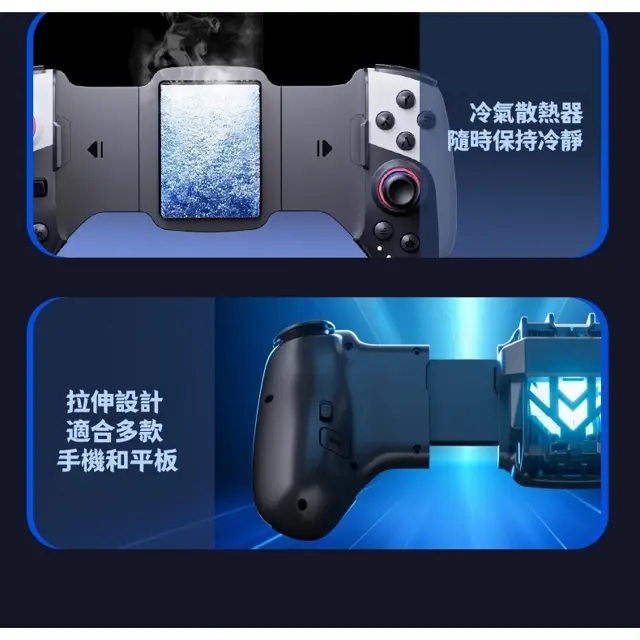 冷氣散熱器
隨時保持冷靜
拉伸設計
適合多款
手機和平板